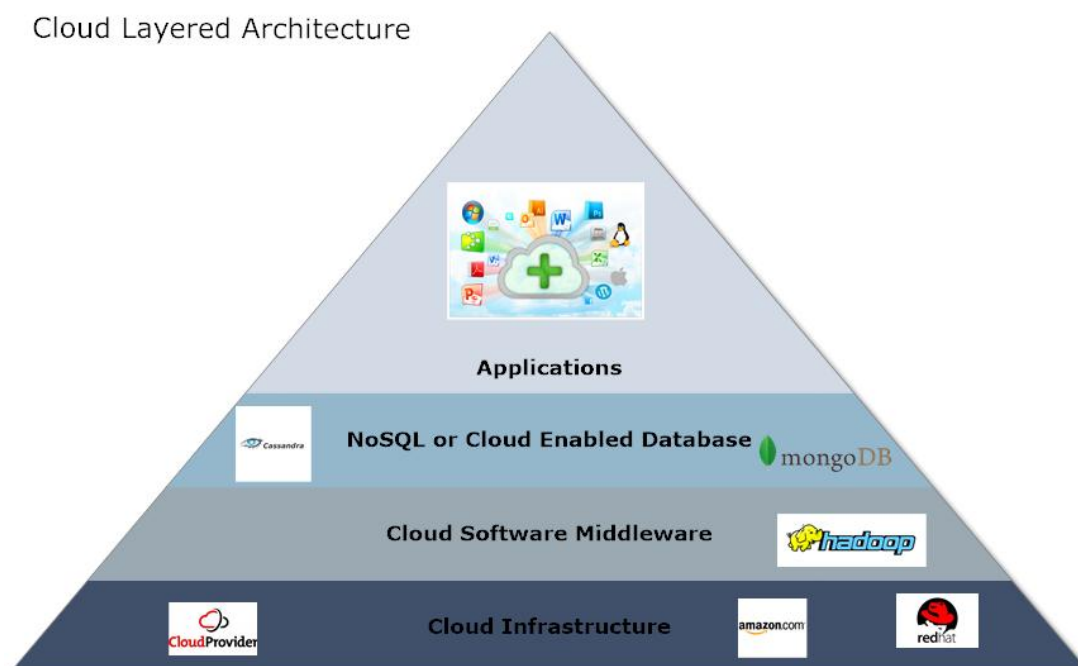 Cloud Layered Architecture
Applications
Cassandra
NoSQL or Cloud Enabled Database
mongoDB
Cloud Software Middleware
hadoop
CloudProvider
Cloud Infrastructure
amazon.com
redhat